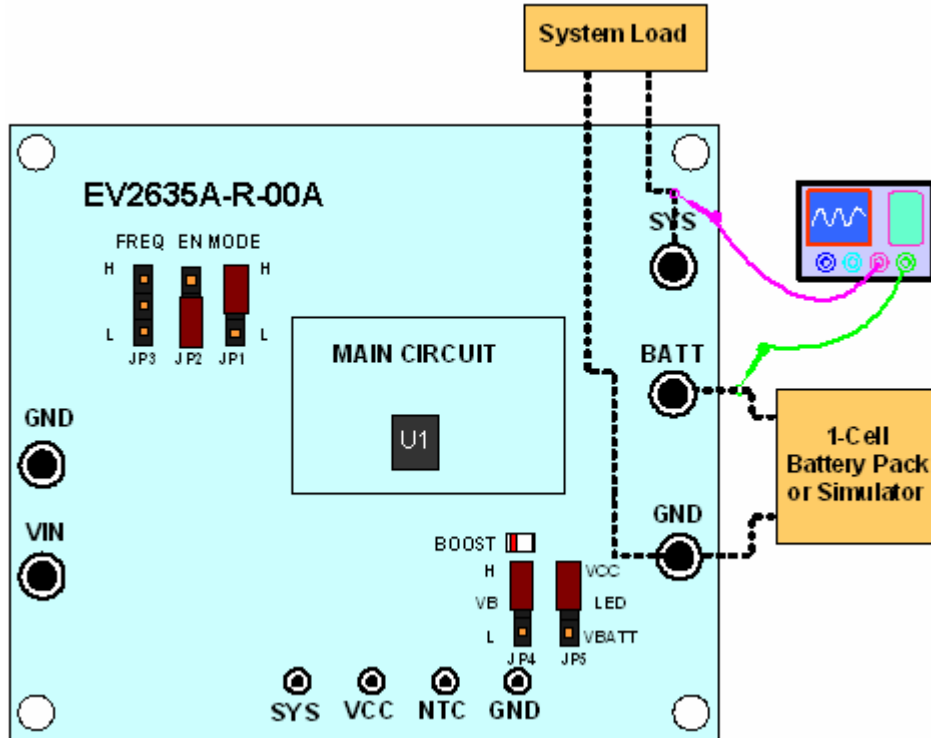 System Load
EV2635A-R-00A
FREQ EN MODE
H H
L L
JP3 JP2 JP1
SYS
MAIN CIRCUIT
U1
BATT
GND
VIN
1-Cell
Battery Pack
or Simulator
GND
BOOST
H VCC
VB LED
L VBATT
JP4 JP5
SYS VCC NTC GND